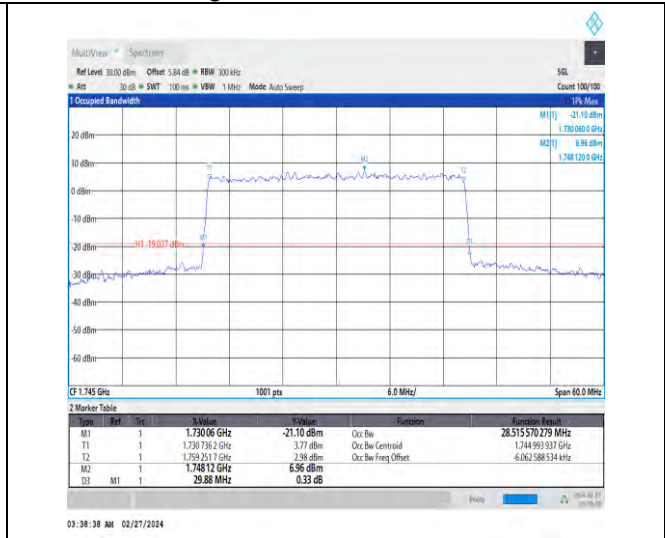 MultiView Spectrum
Ref Level 30.00 dBm Offset 5.84 dB RBW 300 kHz SGL
Att 30 dB SWT 100 ms VBW 1 MHz Mode Auto Sweep Count 100/100
1 Occupied Bandwidth 1Pk Max
M1[1] -21.10 dBm
1.730 060 0 GHz
M2[1] 6.96 dBm
1.748 120 0 GHz
20 dBm
10 dBm
T1 M2 T2
0 dBm
-10 dBm
M1
-20 dBm H1 -19.037 dBm
-30 dBm
-40 dBm
-50 dBm
-60 dBm
CF 1.745 GHz 1001 pts 6.0 MHz/ Span 60.0 MHz
2 Marker Table
Type Ref Trc X-Value Y-Value Function Function Result
M1 1 1.730 06 GHz -21.10 dBm Occ Bw 28.515 570 279 MHz
T1 1 1.730 736 2 GHz 3.77 dBm Occ Bw Centroid 1.744 993 937 GHz
T2 1 1.759 251 7 GHz 2.98 dBm Occ Bw Freq Offset -6.062 588 534 kHz
M2 1 1.748 12 GHz 6.96 dBm
D3 M1 1 29.88 MHz 0.33 dB
03:38:38 AM 02/27/2024